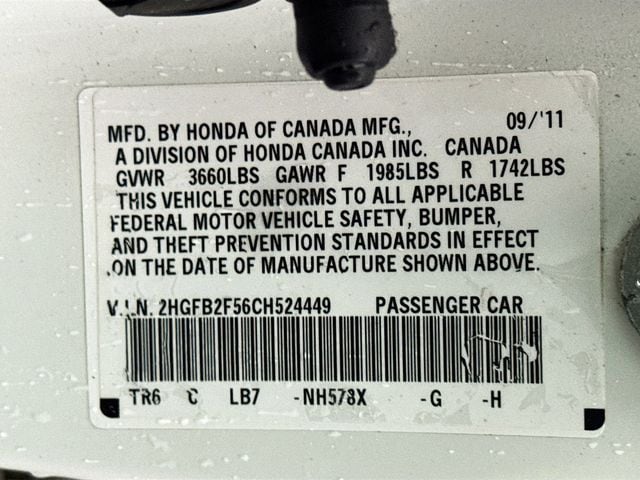 MFD. BY HONDA OF CANADA MFG., 09/'11
A DIVISION OF HONDA CANADA INC. CANADA
GVWR 3660LBS GAWR F 1985LBS R 1742LBS
THIS VEHICLE CONFORMS TO ALL APPLICABLE
FEDERAL MOTOR VEHICLE SAFETY, BUMPER,
AND THEFT PREVENTION STANDARDS IN EFFECT
ON THE DATE OF MANUFACTURE SHOWN ABOVE.
V.I.N. 2HGFB2F56CH524449 PASSENGER CAR
TR6 C LB7 -NH578X -G -H